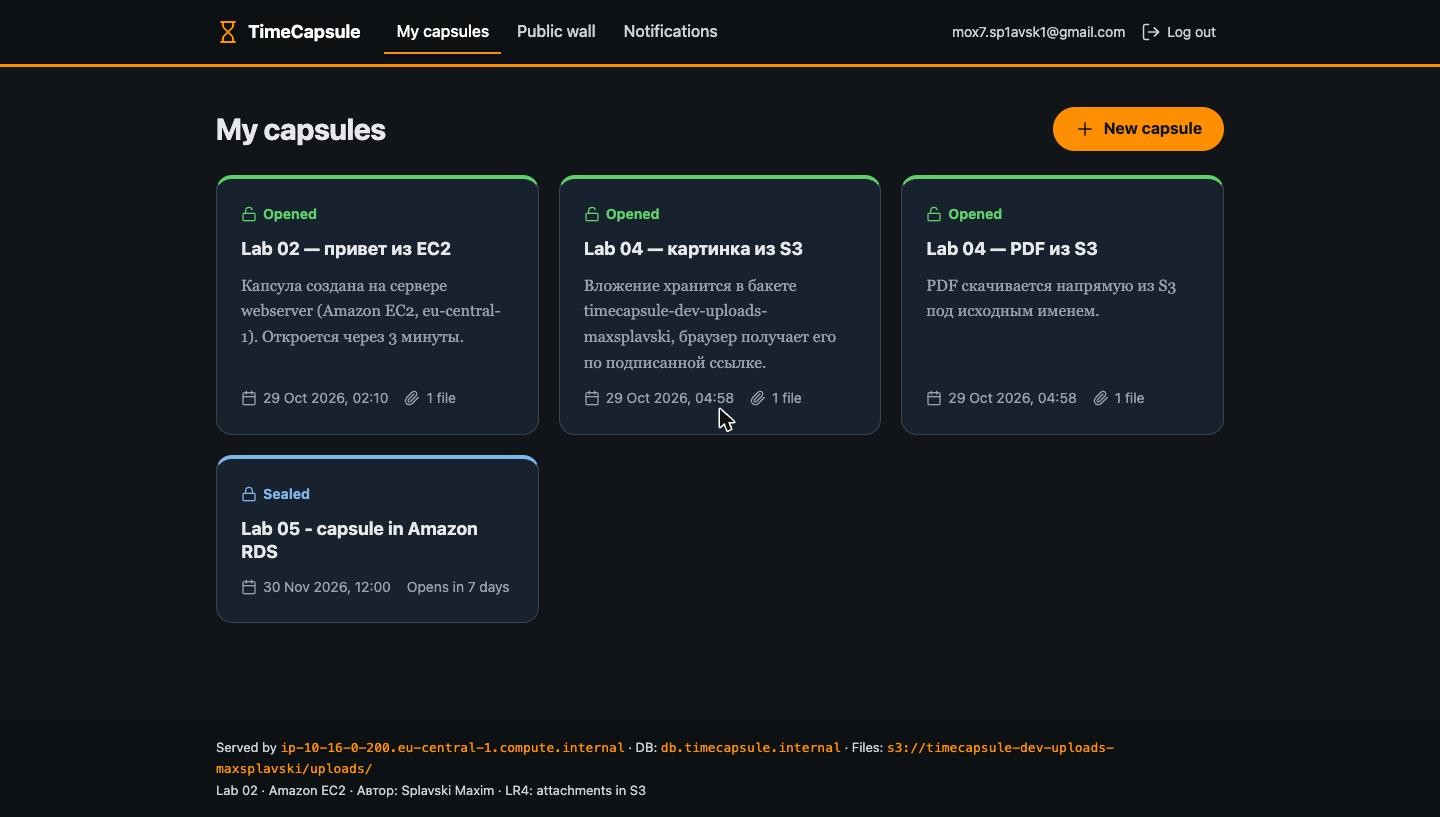 TimeCapsule
My capsules
Public wall
Notifications
mox7.sp1avsk1@gmail.com
Log out
My capsules
New capsule
Opened
Lab 02 — привет из EC2
Капсула создана на сервере
webserver (Amazon EC2, eu-central-
1). Откроется через 3 минуты.
29 Oct 2026, 02:10
1 file
Opened
Lab 04 — картинка из S3
Вложение хранится в бакете
timecapsule-dev-uploads-
maxsplavski, браузер получает его
по подписанной ссылке.
29 Oct 2026, 04:58
1 file
Opened
Lab 04 — PDF из S3
PDF скачивается напрямую из S3
под исходным именем.
29 Oct 2026, 04:58
1 file
Sealed
Lab 05 - capsule in Amazon
RDS
30 Nov 2026, 12:00
Opens in 7 days
Served by ip-10-16-0-200.eu-central-1.compute.internal · DB: db.timecapsule.internal · Files: s3://timecapsule-dev-uploads-
maxsplavski/uploads/
Lab 02 · Amazon EC2 · Автор: Splavski Maxim · LR4: attachments in S3